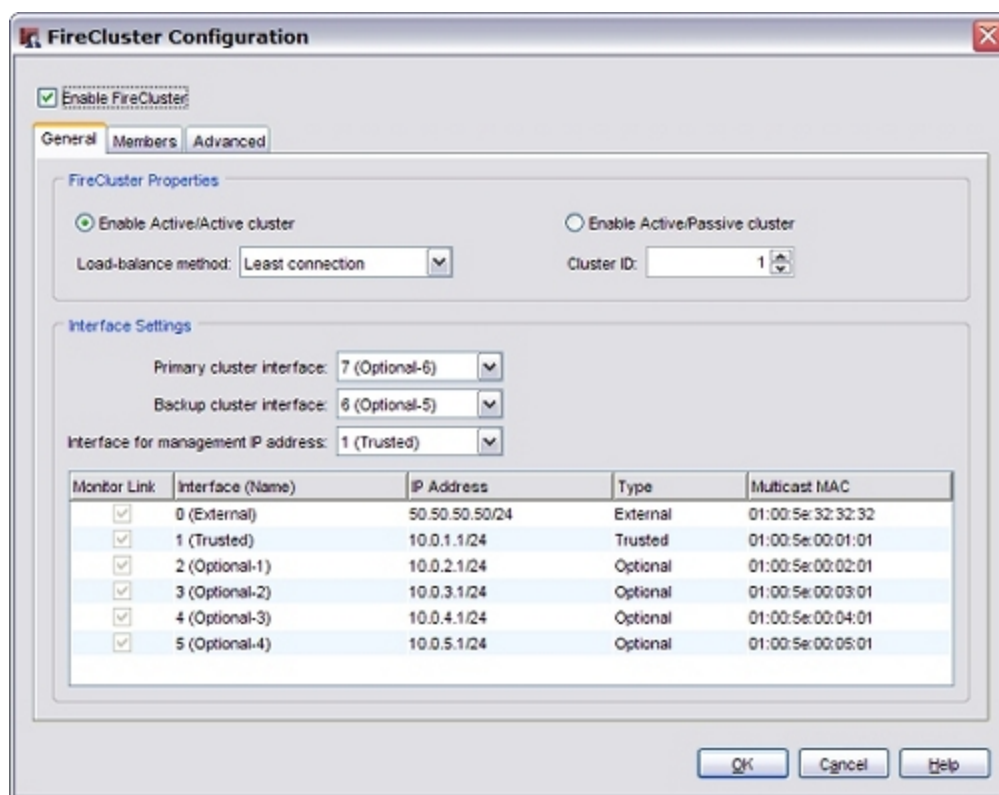 FireCluster Configuration
Enable FireCluster
General Members Advanced
FireCluster Properties
Enable Active/Active cluster Enable Active/Passive cluster
Load-balance method: Least connection Cluster ID: 1
Interface Settings
Primary cluster interface: 7 (Optional-6)
Backup cluster interface: 6 (Optional-5)
Interface for management IP address: 1 (Trusted)
Monitor Link Interface (Name) IP Address Type Multicast MAC
0 (External) 50.50.50.50/24 External 01:00:5e:32:32:32
1 (Trusted) 10.0.1.1/24 Trusted 01:00:5e:00:01:01
2 (Optional-1) 10.0.2.1/24 Optional 01:00:5e:00:02:01
3 (Optional-2) 10.0.3.1/24 Optional 01:00:5e:00:03:01
4 (Optional-3) 10.0.4.1/24 Optional 01:00:5e:00:04:01
5 (Optional-4) 10.0.5.1/24 Optional 01:00:5e:00:05:01
OK Cancel Help